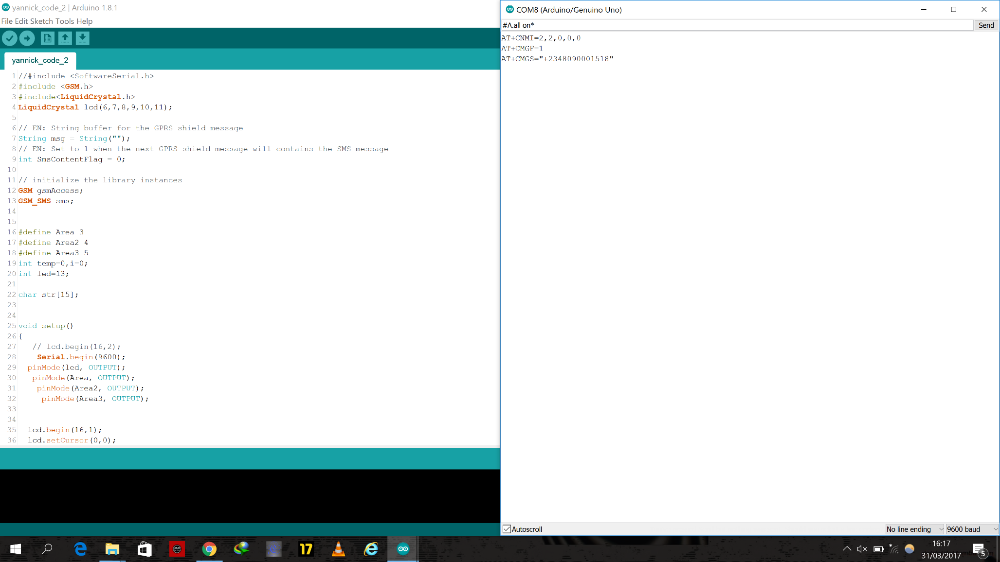 yannick_code_2 | Arduino 1.8.1
File Edit Sketch Tools Help
yannick_code_2
1 //#include <SoftwareSerial.h>
2 #include <GSM.h>
3 #include<LiquidCrystal.h>
4 LiquidCrystal lcd(6,7,8,9,10,11);
5
6 // EN: String buffer for the GPRS shield message
7 String msg = String("");
8 // EN: Set to 1 when the next GPRS shield message will contains the SMS message
9 int SmsContentFlag = 0;
10
11 // initialize the library instances
12 GSM gsmAccess;
13 GSM_SMS sms;
14
15
16 #define Area 3
17 #define Area2 4
18 #define Area3 5
19 int temp=0,i=0;
20 int led=13;
21
22 char str[15];
23
24
25 void setup()
26 {
27 // lcd.begin(16,2);
28 Serial.begin(9600);
29 pinMode(led, OUTPUT);
30 pinMode(Area, OUTPUT);
31 pinMode(Area2, OUTPUT);
32 pinMode(Area3, OUTPUT);
33
34
35 lcd.begin(16,1);
36 lcd.setCursor(0,0);
COM8 (Arduino/Genuino Uno)
#A.all on*
Send
AT+CNMI=2,2,0,0,0
AT+CMGF=1
AT+CMGS="+2348090001518"
Autoscroll
No line ending
9600 baud
17
16:17
31/03/2017
5